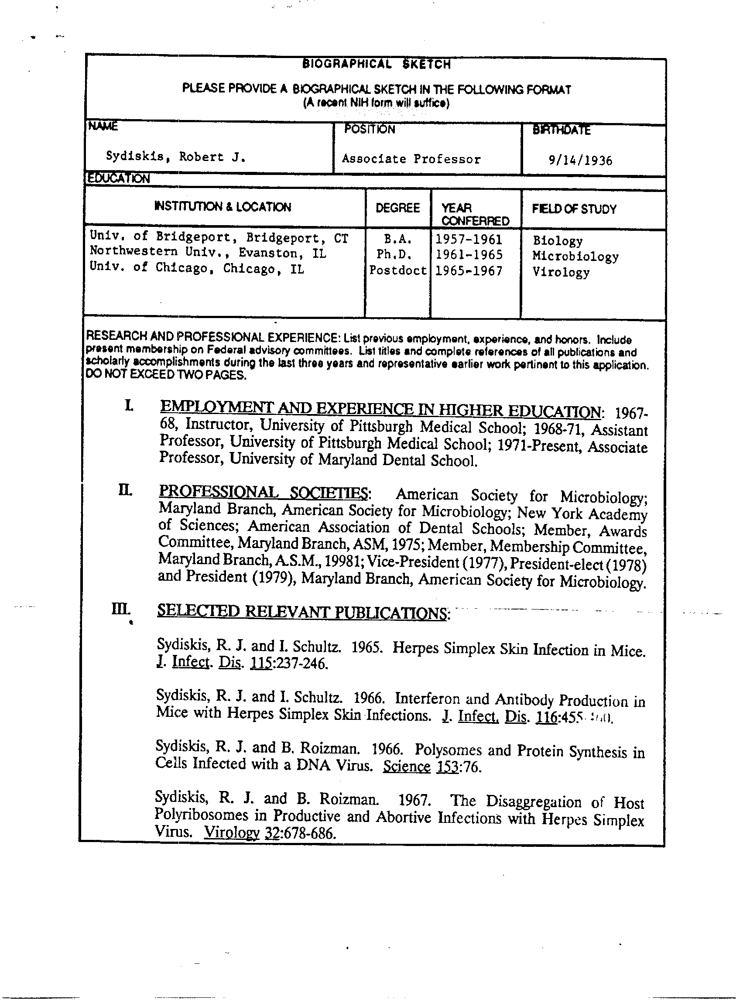 BIOGRAPHICAL SKETCH
PLEASE PROVIDE A BIOGRAPHICAL SKETCH IN THE FOLLOWING FORMAT
(A recent NIH form will suffice)
NAME POSITION BIRTHDATE
Sydiskis, Robert J. Associate Professor 9/14/1936
EDUCATION
INSTITUTION & LOCATION DEGREE YEAR CONFERRED FIELD OF STUDY
Univ. of Bridgeport, Bridgeport, CT B.A. 1957-1961 Biology
Northwestern Univ., Evanston, IL Ph.D. 1961-1965 Microbiology
Univ. of Chicago, Chicago, IL Postdoct 1965-1967 Virology
RESEARCH AND PROFESSIONAL EXPERIENCE: List previous employment, experience, and honors. Include
present membership on Federal advisory committees. List titles and complete references of all publications and
scholarly accomplishments during the last three years and representative earlier work pertinent to this application.
DO NOT EXCEED TWO PAGES.
I. EMPLOYMENT AND EXPERIENCE IN HIGHER EDUCATION: 1967-
68, Instructor, University of Pittsburgh Medical School; 1968-71, Assistant
Professor, University of Pittsburgh Medical School; 1971-Present, Associate
Professor, University of Maryland Dental School.
II. PROFESSIONAL SOCIETIES: American Society for Microbiology;
Maryland Branch, American Society for Microbiology; New York Academy
of Sciences; American Association of Dental Schools; Member, Awards
Committee, Maryland Branch, ASM, 1975; Member, Membership Committee,
Maryland Branch, A.S.M., 19981; Vice-President (1977), President-elect (1978)
and President (1979), Maryland Branch, American Society for Microbiology.
III. SELECTED RELEVANT PUBLICATIONS:
Sydiskis, R. J. and I. Schultz. 1965. Herpes Simplex Skin Infection in Mice.
J. Infect. Dis. 115:237-246.
Sydiskis, R. J. and I. Schultz. 1966. Interferon and Antibody Production in
Mice with Herpes Simplex Skin Infections. J. Infect. Dis. 116:455
Sydiskis, R. J. and B. Roizman. 1966. Polysomes and Protein Synthesis in
Cells Infected with a DNA Virus. Science 153:76.
Sydiskis, R. J. and B. Roizman. 1967. The Disaggregation of Host
Polyribosomes in Productive and Abortive Infections with Herpes Simplex
Virus. Virology 32:678-686.